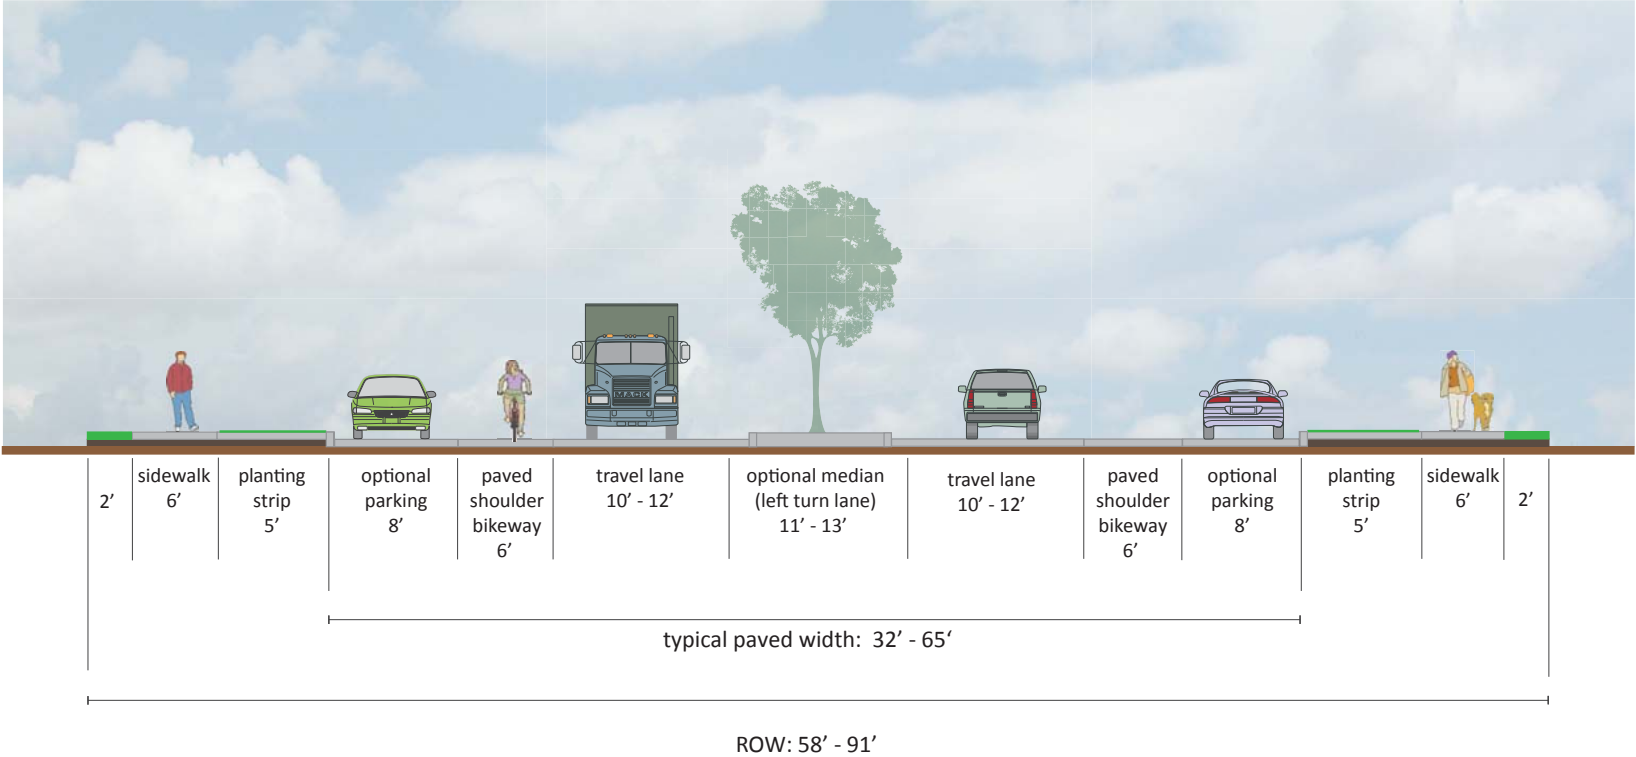 MACK
2’
sidewalk
6’
planting
strip
5’
optional
parking
8’
paved
shoulder
bikeway
6’
travel lane
10’ - 12’
optional median
(left turn lane)
11’ - 13’
travel lane
10’ - 12’
paved
shoulder
bikeway
6’
optional
parking
8’
planting
strip
5’
sidewalk
6’
2’
typical paved width: 32’ - 65‘
ROW: 58’ - 91’